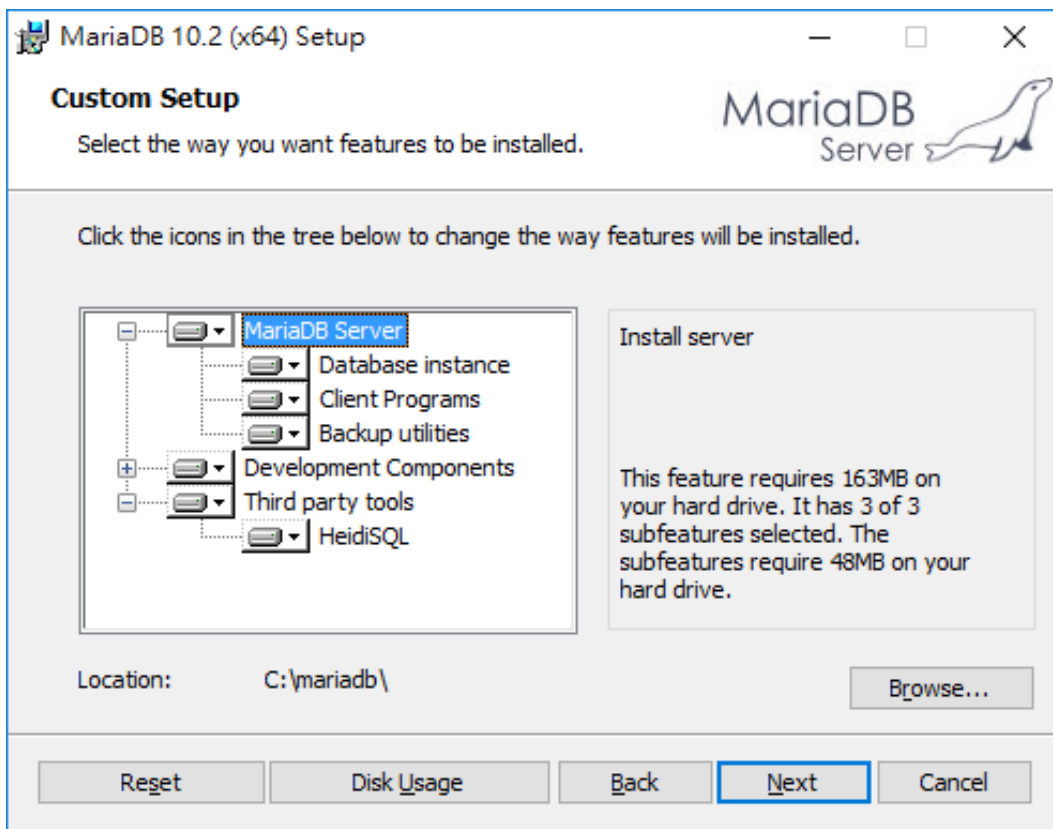 MariaDB 10.2 (x64) Setup
Custom Setup
Select the way you want features to be installed.
MariaDB
Server
Click the icons in the tree below to change the way features will be installed.
MariaDB Server
Database instance
Client Programs
Backup utilities
Development Components
Third party tools
HeidiSQL
Install server
This feature requires 163MB on
your hard drive. It has 3 of 3
subfeatures selected. The
subfeatures require 48MB on your
hard drive.
Location: C:\mariadb\
Browse...
Reset Disk Usage Back Next Cancel